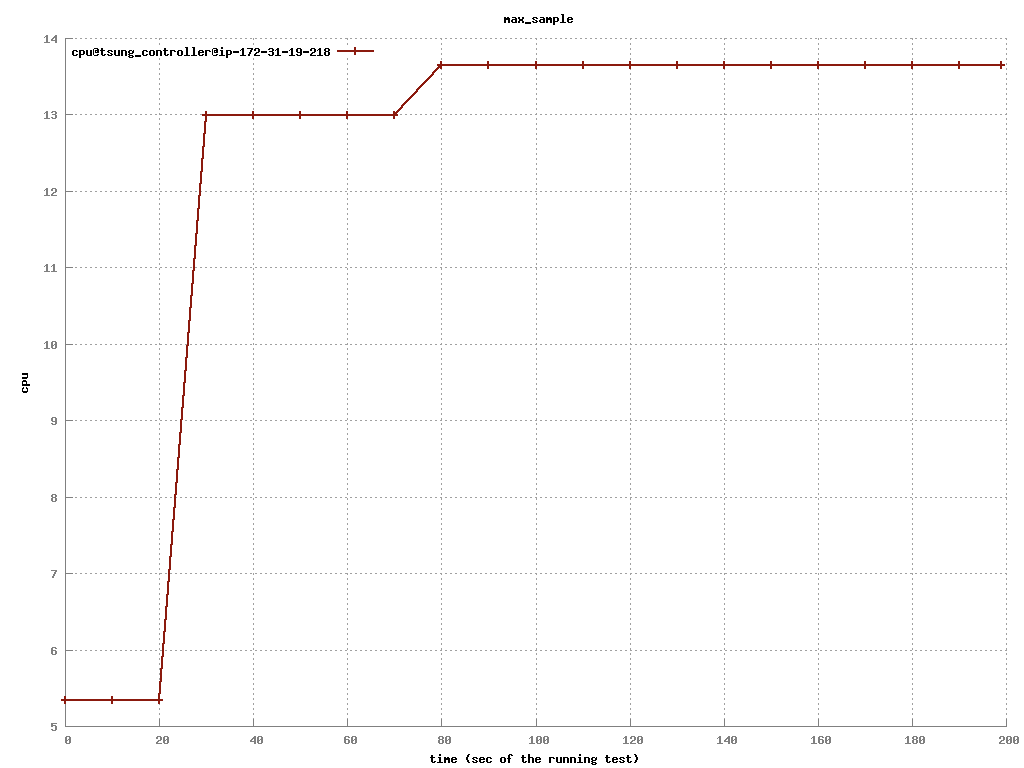 max_sample
cpu@tsung_controller@ip-172-31-19-218
14
13
12
11
10
9
8
7
6
5
cpu
0 20 40 60 80 100 120 140 160 180 200
time (sec of the running test)